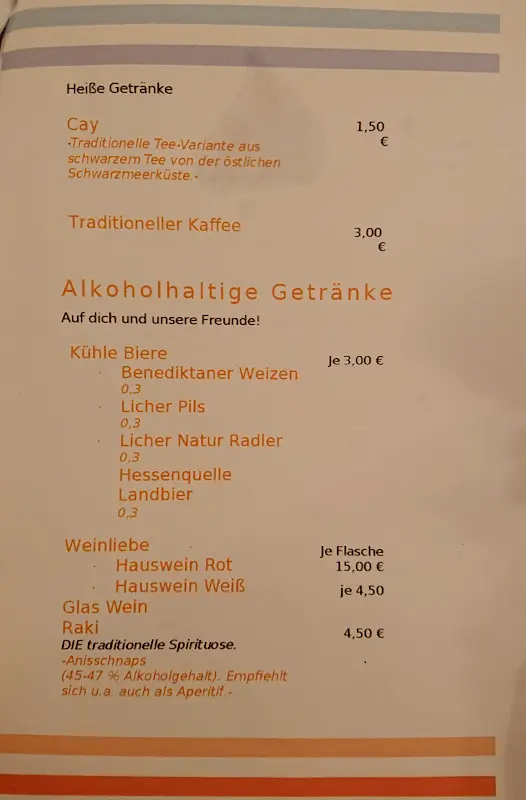 Heiße Getränke
Cay 1,50
€
-Traditionelle Tee-Variante aus
schwarzem Tee von der östlichen
Schwarzmeerküste.-
Traditioneller Kaffee
3,00
€
Alkoholhaltige Getränke
Auf dich und unsere Freunde!
Kühle Biere Je 3,00 €
· Benediktaner Weizen
0,3
· Licher Pils
0,3
· Licher Natur Radler
0,3
Hessenquelle
Landbier
0,3
Weinliebe Je Flasche
· Hauswein Rot 15,00 €
· Hauswein Weiß je 4,50
Glas Wein
Raki 4,50 €
DIE traditionelle Spirituose.
-Anisschnaps
(45-47 % Alkoholgehalt). Empfiehlt
sich u.a. auch als Aperitif.-